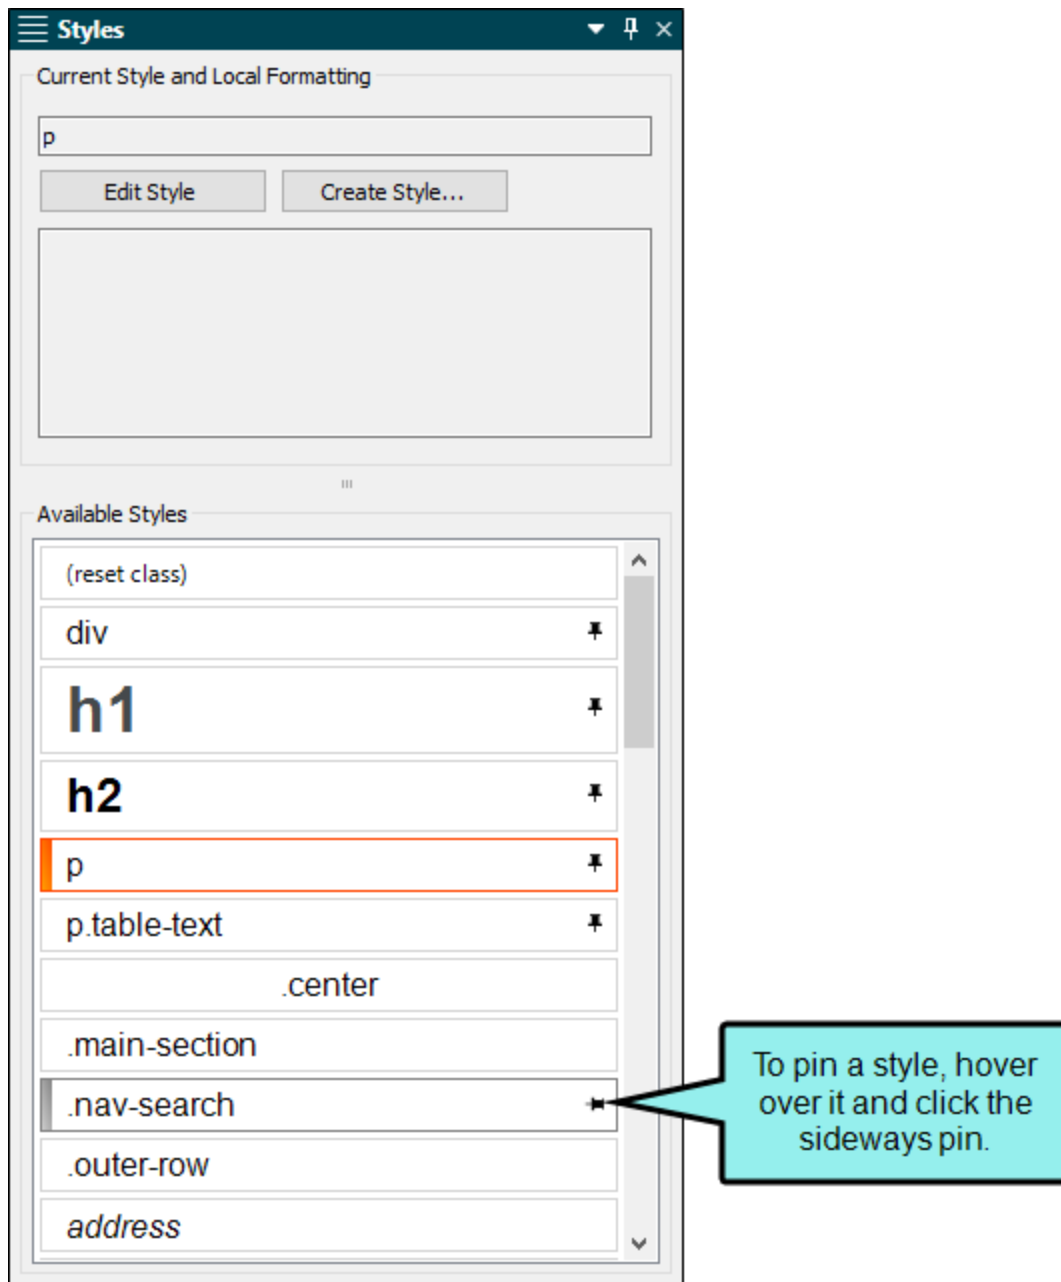 Styles
Current Style and Local Formatting
p
Edit Style
Create Style...
Available Styles
(reset class)
div
h1
h2
p
p.table-text
.center
.main-section
.nav-search
.outer-row
address
To pin a style, hover
over it and click the
sideways pin.